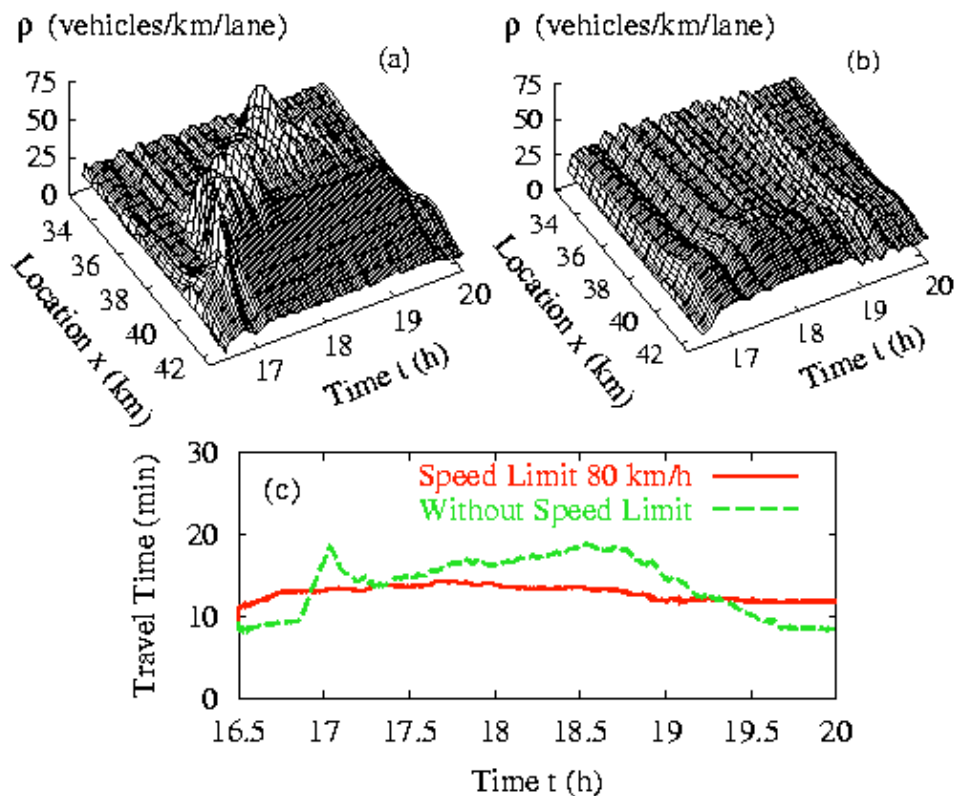 ρ (vehicles/km/lane)
(a)
75
50
25
0
34
36
38
40
42
Location x (km)
17
18
19
20
Time t (h)
ρ (vehicles/km/lane)
(b)
75
50
25
0
34
36
38
40
42
Location x (km)
17
18
19
20
Time t (h)
(c)
Speed Limit 80 km/h
Without Speed Limit
Travel Time (min)
30
20
10
0
16.5 17 17.5 18 18.5 19 19.5 20
Time t (h)